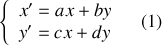 x′ = ax + by
y′ = cx + dy (1)